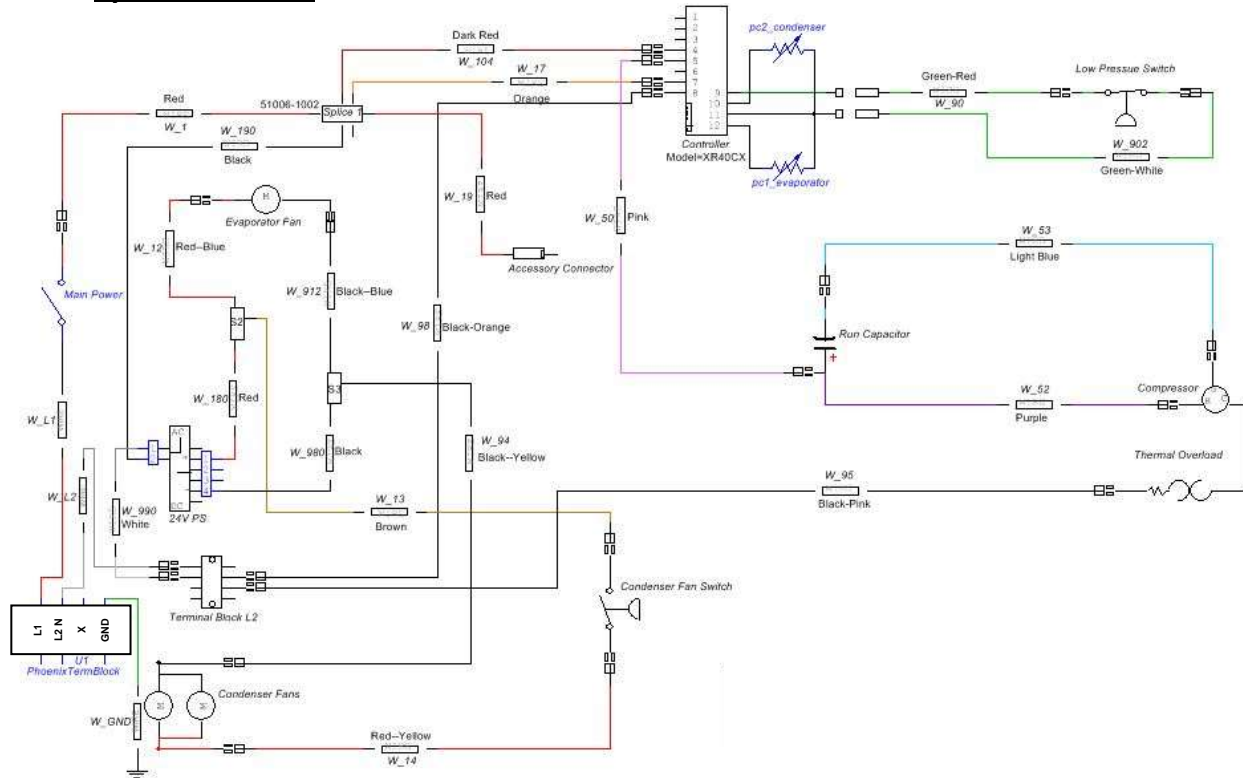 1
2
3
4
5
6
7
8
9
10
11
12
Controller
Model=XR40CX
pc2_condenser
pc1_evaporator
Dark Red
W_104
W_17
Orange
Green-Red
W_90
Low Pressue Switch
W_902
Green-White
Red
W_1
51006-1002
Splice 1
W_190
Black
W_19
Red
Accessory Connector
W_50
Pink
W_53
Light Blue
M
Evaporator Fan
W_12
Red--Blue
W_912
Black--Blue
Main Power
S2
W_98
Black-Orange
Run Capacitor
+
W_180
Red
S3
W_52
Purple
Compressor
S
R
C
W_L1
AC
DC
24V PS
W_980
Black
W_94
Black--Yellow
Thermal Overload
W_L2
W_990
White
W_13
Brown
W_95
Black-Pink
Terminal Block L2
Condenser Fan Switch
L1
L2 N
X
GND
U1
PhoenixTermBlock
W_GND
M
M
Condenser Fans
Red--Yellow
W_14